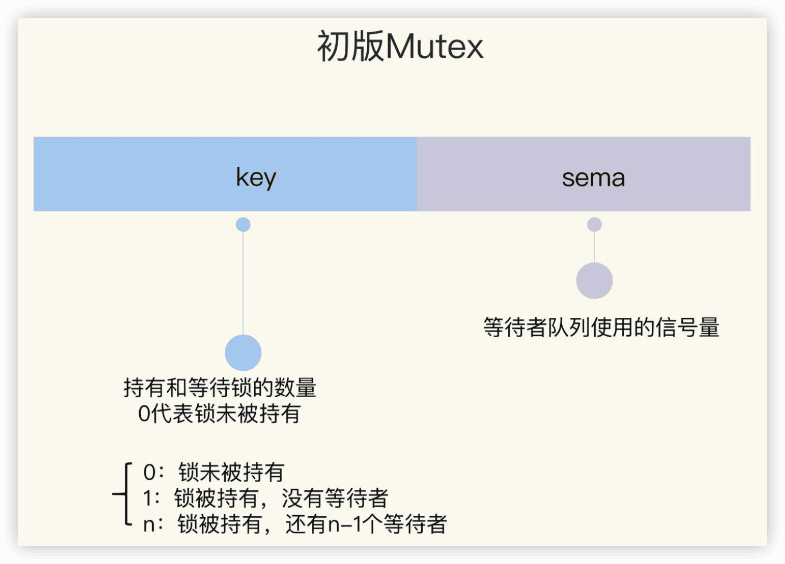 初版Mutex
key
sema
等待者队列使用的信号量
持有和等待锁的数量
0代表锁未被持有
0：锁未被持有
1：锁被持有，没有等待者
n：锁被持有，还有n-1个等待者